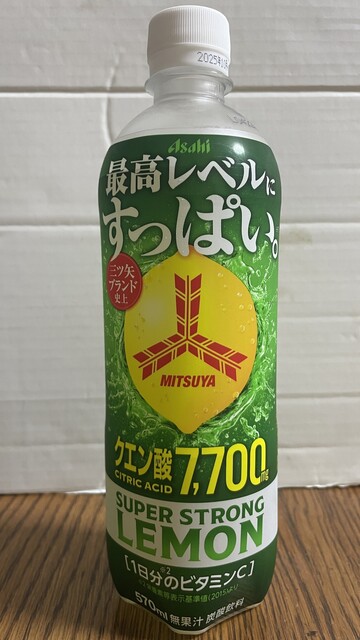 Asahi
最高レベルに
すっぱい。
三ツ矢
ブランド
史上
MITSUYA
クエン酸 7,700mg
CITRIC ACID
SUPER STRONG
LEMON
[1日分のビタミンC]※2
570ml 無果汁 炭酸飲料